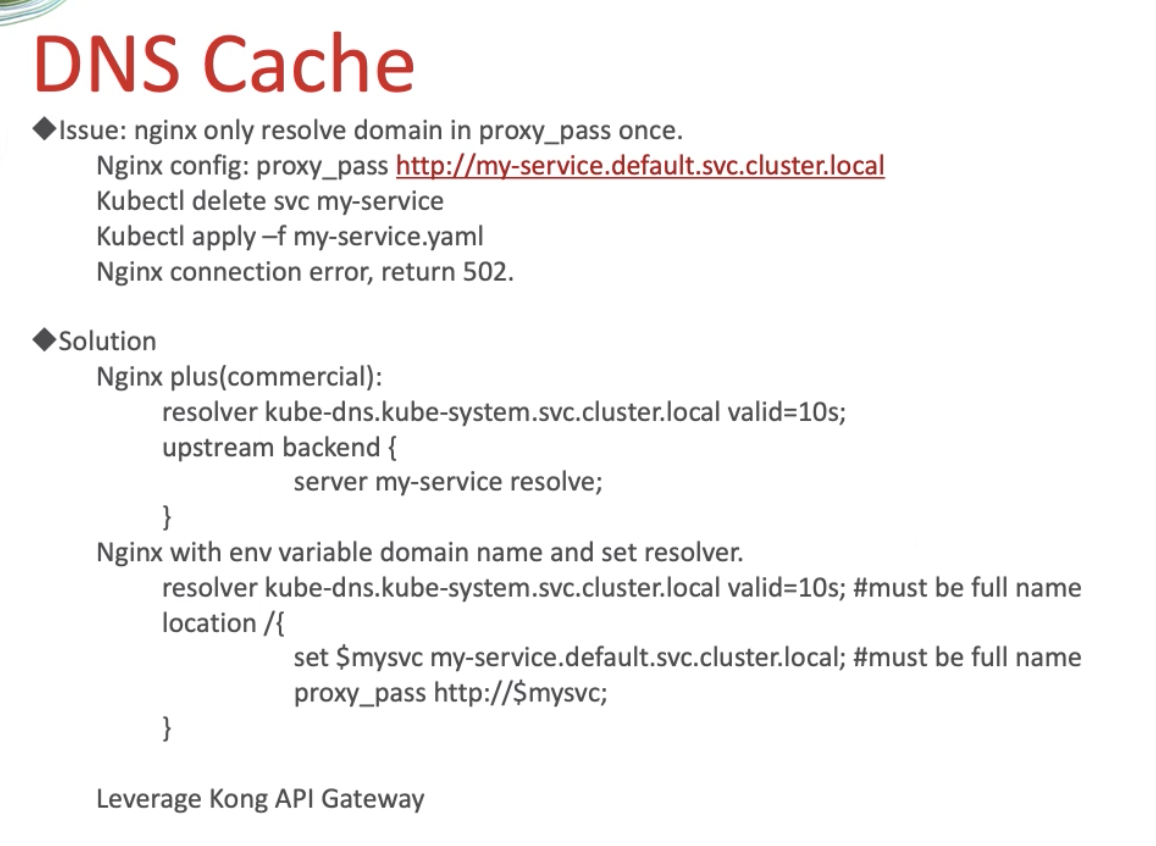 DNS Cache
◆Issue: nginx only resolve domain in proxy_pass once.
Nginx config: proxy_pass http://my-service.default.svc.cluster.local
Kubectl delete svc my-service
Kubectl apply –f my-service.yaml
Nginx connection error, return 502.
◆Solution
Nginx plus(commercial):
resolver kube-dns.kube-system.svc.cluster.local valid=10s;
upstream backend {
server my-service resolve;
}
Nginx with env variable domain name and set resolver.
resolver kube-dns.kube-system.svc.cluster.local valid=10s; #must be full name
location /{
set $mysvc my-service.default.svc.cluster.local; #must be full name
proxy_pass http://$mysvc;
}
Leverage Kong API Gateway